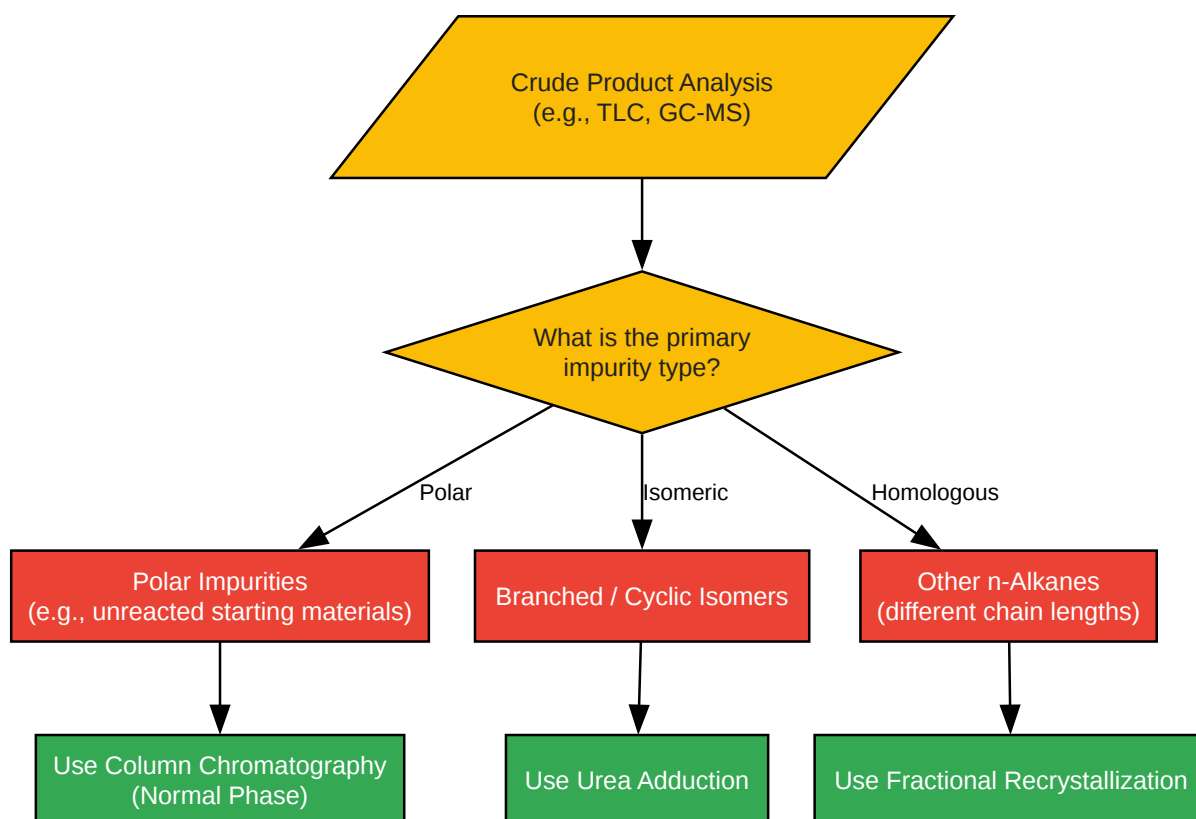 Crude Product Analysis
(e.g., TLC, GC-MS)
What is the primary
impurity type?
Polar
Isomeric
Homologous
Polar Impurities
(e.g., unreacted starting materials)
Branched / Cyclic Isomers
Other n-Alkanes
(different chain lengths)
Use Column Chromatography
(Normal Phase)
Use Urea Adduction
Use Fractional Recrystallization